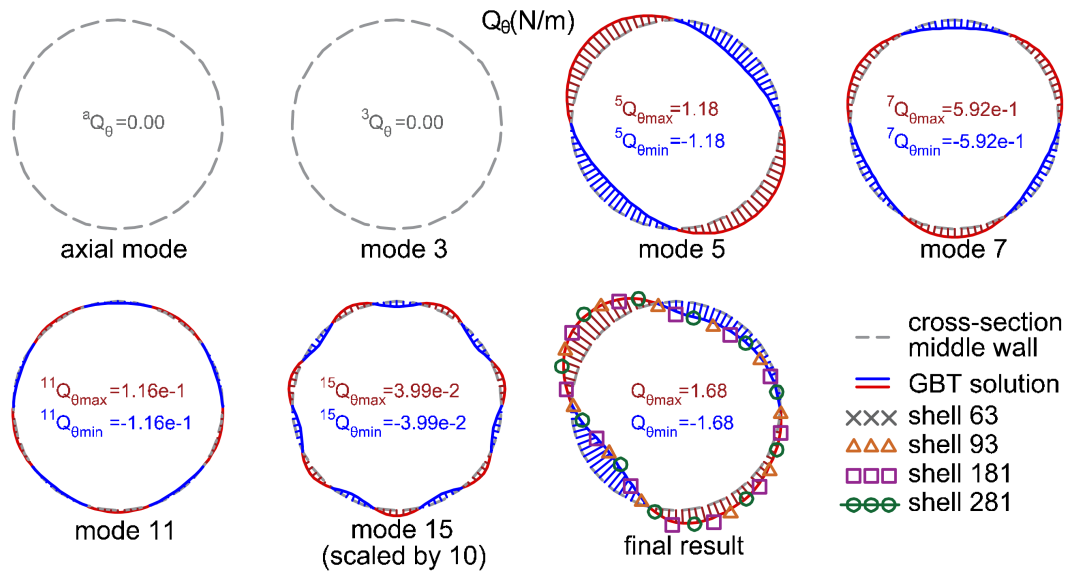 Qθ(N/m)
ᵃQθ=0.00
axial mode
³Qθ=0.00
mode 3
⁵Qθmax=1.18
⁵Qθmin=-1.18
mode 5
⁷Qθmax=5.92e-1
⁷Qθmin=-5.92e-1
mode 7
¹¹Qθmax=1.16e-1
¹¹Qθmin=-1.16e-1
mode 11
¹⁵Qθmax=3.99e-2
¹⁵Qθmin=-3.99e-2
mode 15
(scaled by 10)
Qθmax=1.68
Qθmin=-1.68
final result
cross-section
middle wall
GBT solution
shell 63
shell 93
shell 181
shell 281